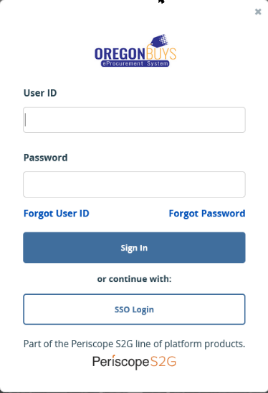 OREGONBUYS
eProcurement System
User ID
Password
Forgot User ID Forgot Password
Sign In
or continue with:
SSO Login
Part of the Periscope S2G line of platform products.
PeriscopeS2G